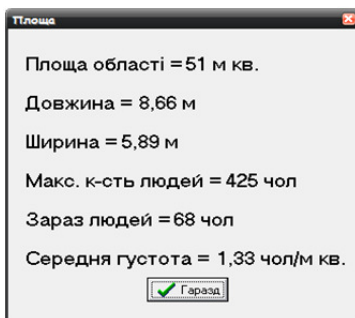 Площа
Площа області =51 м кв.
Довжина = 8,66 м
Ширина = 5,89 м
Макс. к-сть людей = 425 чол
Зараз людей =68 чол
Середня густота = 1,33 чол/м кв.
Гаразд